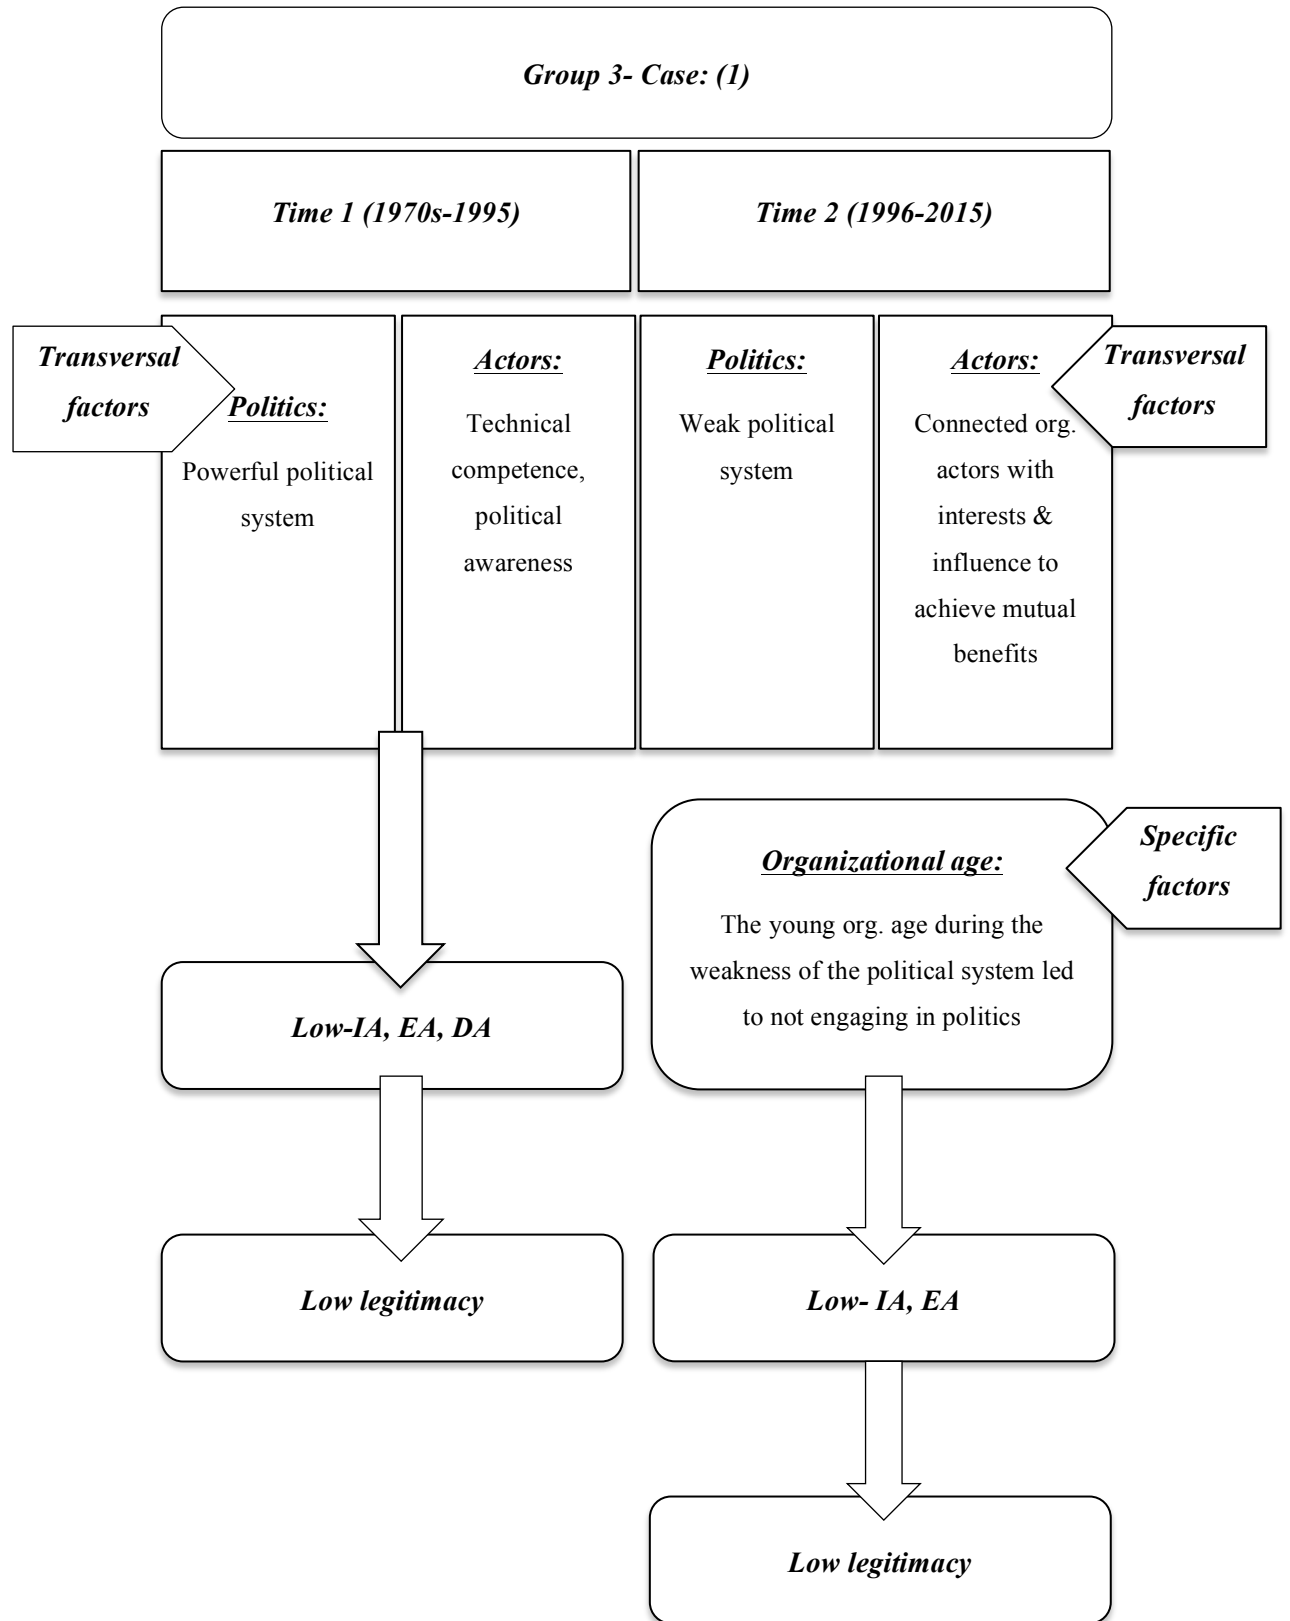 Group 3- Case: (1)
Time 1 (1970s-1995)
Time 2 (1996-2015)
Transversal
factors
Politics:
Powerful political
system
Actors:
Technical
competence,
political
awareness
Politics:
Weak political
system
Actors:
Connected org.
actors with
interests &
influence to
achieve mutual
benefits
Transversal
factors
Organizational age:
The young org. age during the
weakness of the political system led
to not engaging in politics
Specific
factors
Low-IA, EA, DA
Low legitimacy
Low- IA, EA
Low legitimacy